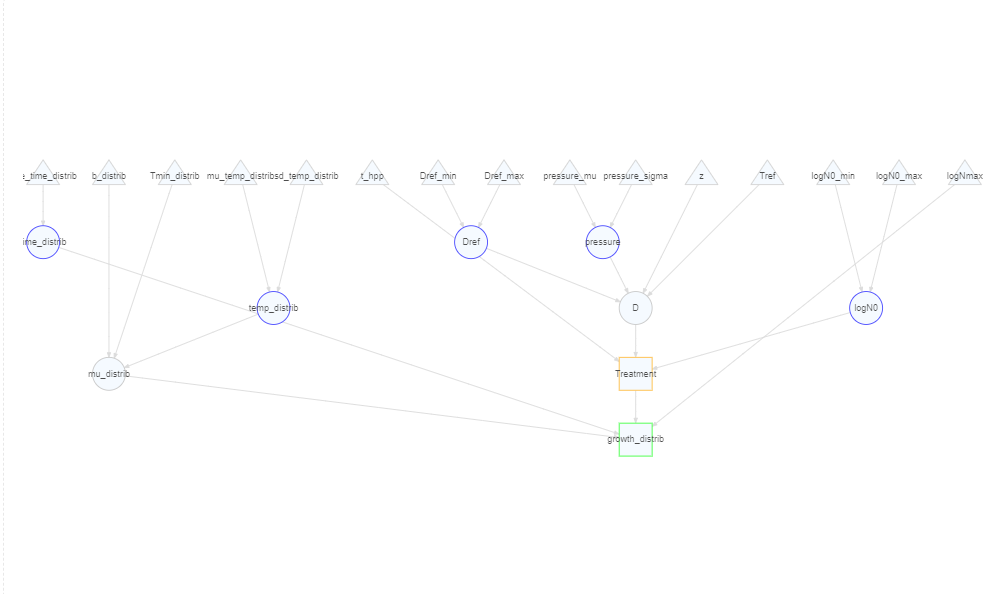 e_time_distrib
b_distrib
Tmin_distrib
mu_temp_distrib
sd_temp_distrib
t_hpp
Dref_min
Dref_max
pressure_mu
pressure_sigma
z
Tref
logN0_min
logN0_max
logNmax
ime_distrib
Dref
pressure
temp_distrib
D
logN0
mu_distrib
Treatment
growth_distrib